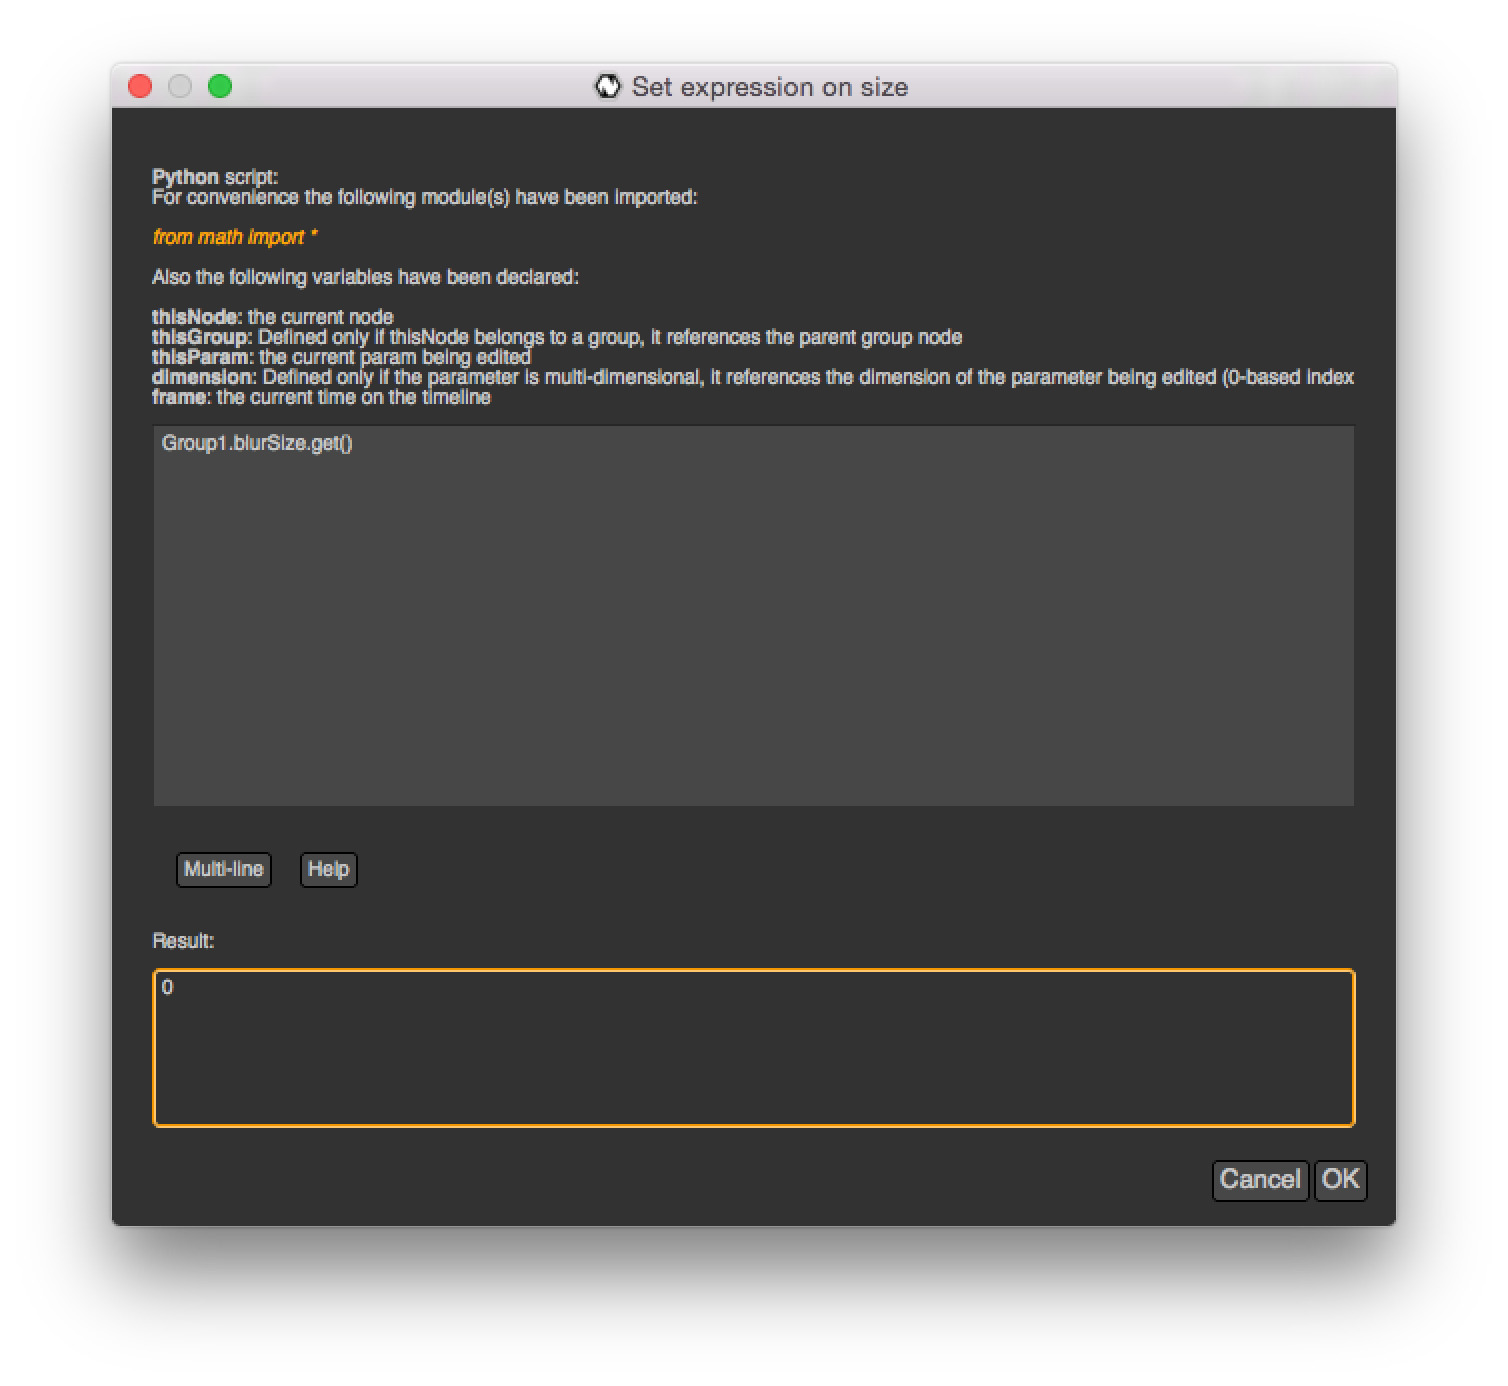 Set expression on size
Python script:
For convenience the following module(s) have been imported:
from math import *
Also the following variables have been declared:
thisNode: the current node
thisGroup: Defined only if thisNode belongs to a group, it references the parent group node
thisParam: the current param being edited
dimension: Defined only if the parameter is multi-dimensional, it references the dimension of the parameter being edited (0-based index
frame: the current time on the timeline
Group1.blurSize.get()
Multi-line Help
Result:
0
Cancel OK